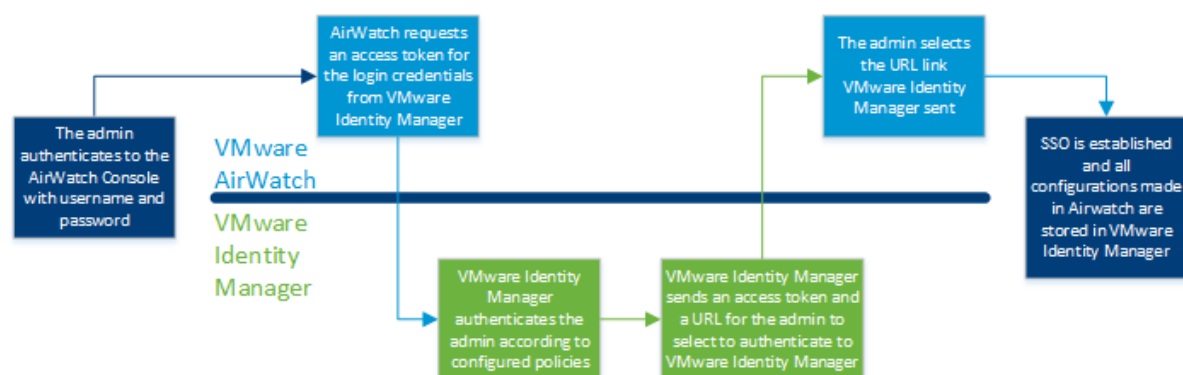 The admin
authenticates to the
AirWatch Console
with username and
password
AirWatch requests
an access token for
the login credentials
from VMware
Identity Manager
VMware
AirWatch
VMware
Identity
Manager
VMware Identity
Manager
authenticates the
admin according to
configured policies
VMware Identity Manager
sends an access token and
a URL for the admin to
select to authenticate to
VMware Identity Manager
The admin selects
the URL link
VMware Identity
Manager sent
SSO is established
and all
configurations made
in Airwatch are
stored in VMware
Identity Manager